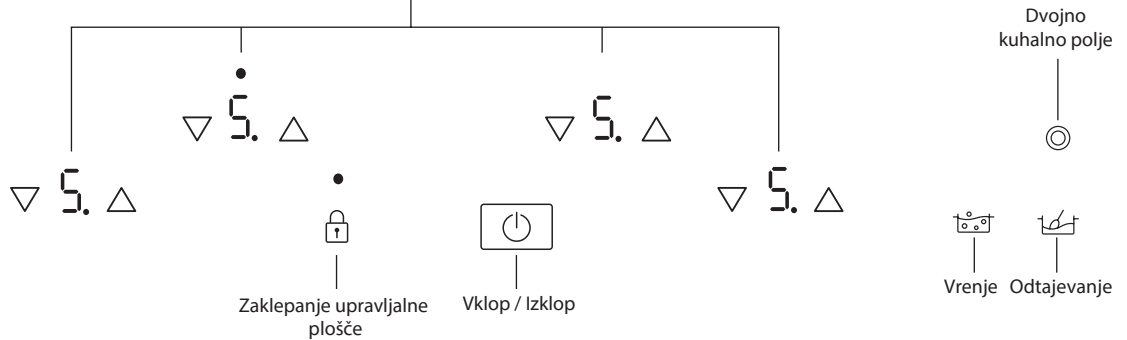 Dvojno
kuhalno polje
5. 5.
5. 5.
Vrenje Odtajevanje
Zaklepanje upravljalne
plošče
Vklop / Izklop